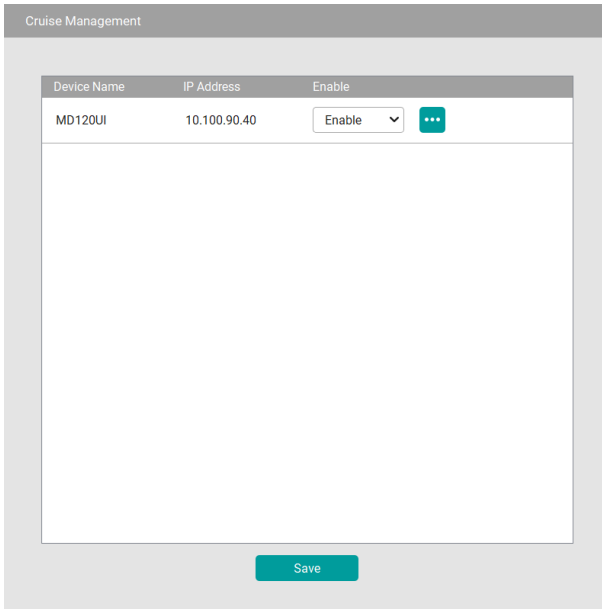 Cruise Management
Device Name IP Address Enable
MD120UI 10.100.90.40 Enable
Save